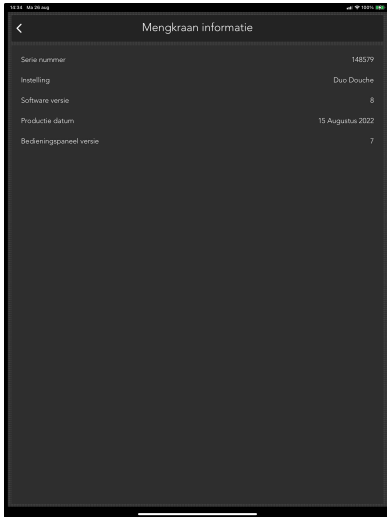 14:34 Ma 26 aug 100%
Mengkraan informatie
Serie nummer 148579
Instelling Duo Douche
Software versie 8
Productie datum 15 Augustus 2022
Bedieningspaneel versie 7